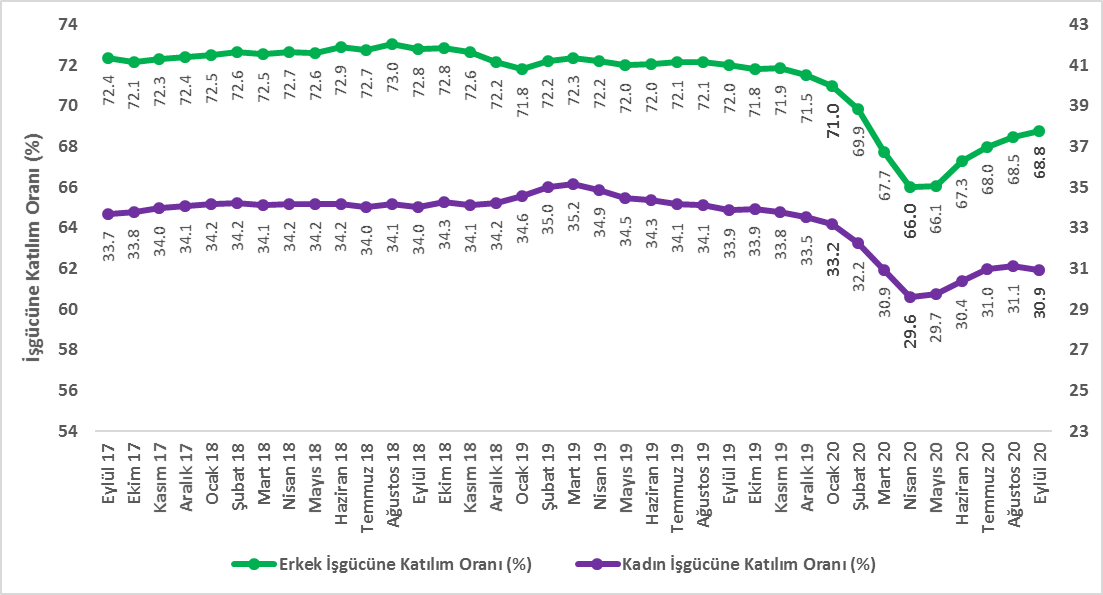 74
72
70
68
66
64
62
60
58
56
54
İşgücüne Katılım Oranı (%)
43
41
39
37
35
33
31
29
27
25
23
72.4
72.1
72.3
72.4
72.5
72.6
72.5
72.7
72.6
72.9
72.7
73.0
72.8
72.8
72.6
72.2
71.8
72.2
72.3
72.2
72.0
72.0
72.1
72.1
72.0
71.8
71.9
71.5
71.0
69.9
67.7
66.0
66.1
67.3
68.0
68.5
68.8
33.7
33.8
34.0
34.1
34.2
34.2
34.1
34.2
34.2
34.2
34.0
34.1
34.0
34.3
34.1
34.2
34.6
35.0
35.2
34.9
34.5
34.3
34.1
34.1
33.9
33.9
33.8
33.5
33.2
32.2
30.9
29.6
29.7
30.4
31.0
31.1
30.9
Eylül 17
Ekim 17
Kasım 17
Aralık 17
Ocak 18
Şubat 18
Mart 18
Nisan 18
Mayıs 18
Haziran 18
Temmuz 18
Ağustos 18
Eylül 18
Ekim 18
Kasım 18
Aralık 18
Ocak 19
Şubat 19
Mart 19
Nisan 19
Mayıs 19
Haziran 19
Temmuz 19
Ağustos 19
Eylül 19
Ekim 19
Kasım 19
Aralık 19
Ocak 20
Şubat 20
Mart 20
Nisan 20
Mayıs 20
Haziran 20
Temmuz 20
Ağustos 20
Eylül 20
Erkek İşgücüne Katılım Oranı (%)
Kadın İşgücüne Katılım Oranı (%)